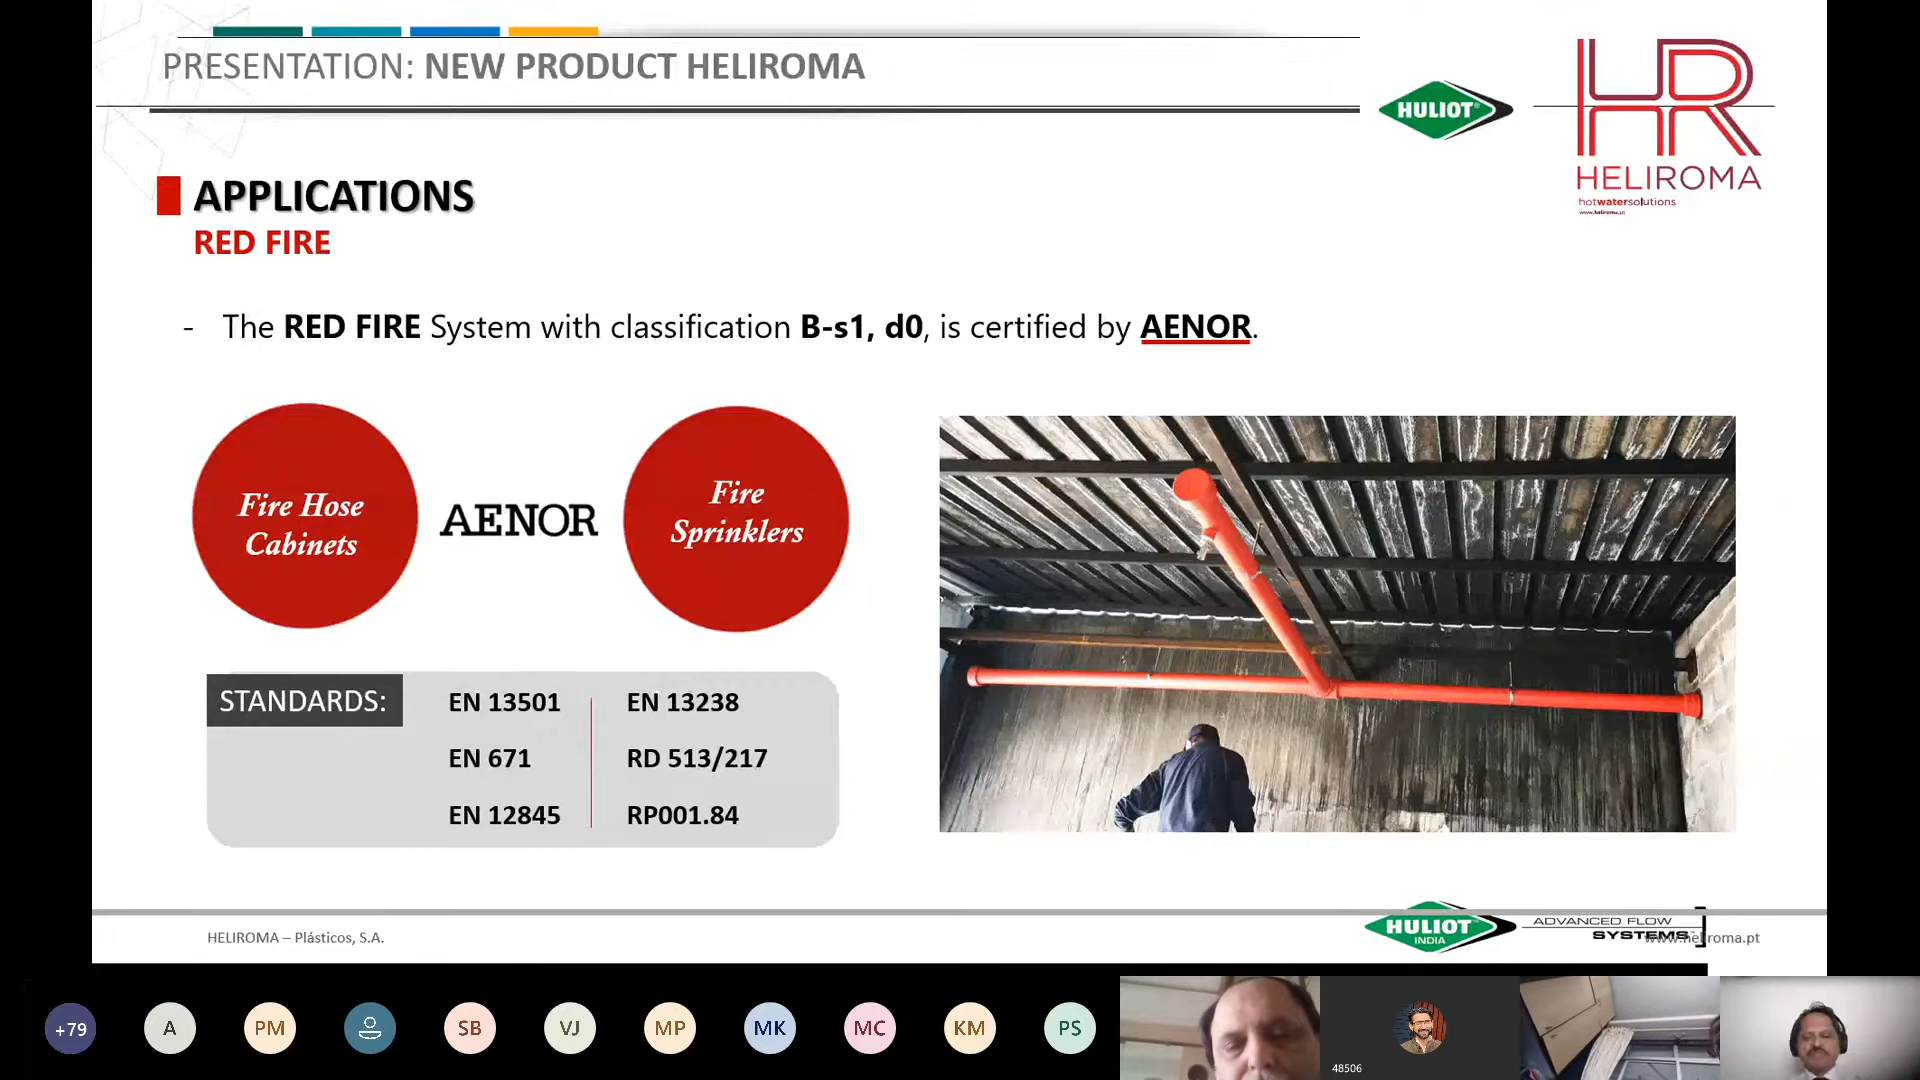 PRESENTATION: NEW PRODUCT HELIROMA
HULIOT
HR
HELIROMA
hotwatersolutions
www.heliroma.pt
APPLICATIONS
RED FIRE
- The RED FIRE System with classification B-s1, d0, is certified by AENOR.
Fire Hose
Cabinets
AENOR
Fire
Sprinklers
STANDARDS:
EN 13501
EN 13238
EN 671
RD 513/217
EN 12845
RP001.84
HELIROMA – Plásticos, S.A.
HULIOT
INDIA
ADVANCED FLOW
SYSTEMS
www.heliroma.pt
+79
A
PM
SB
VJ
MP
MK
MC
KM
PS
48506